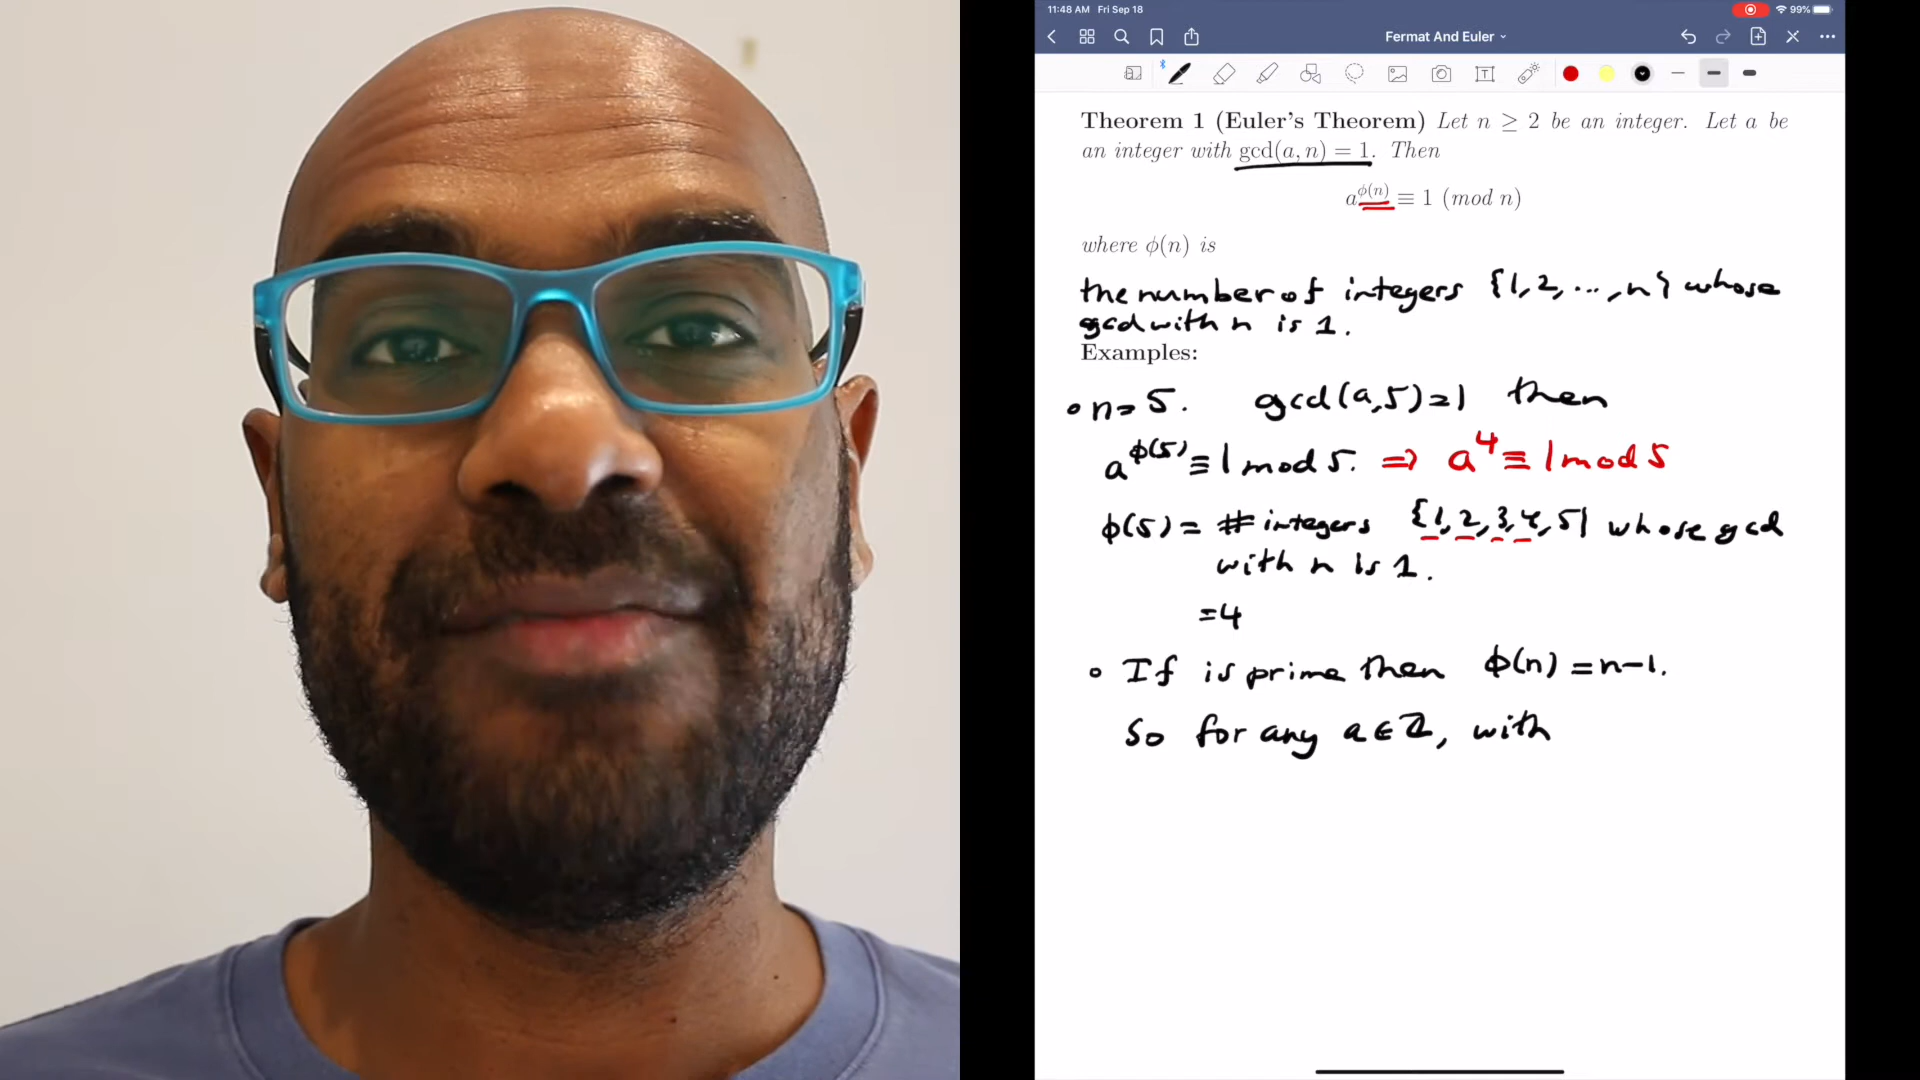 11:48 AM Fri Sep 18
99%
Fermat And Euler
Theorem 1 (Euler's Theorem) Let n ≥ 2 be an integer. Let a be
an integer with gcd(a, n) = 1. Then
a^ϕ(n) ≡ 1 (mod n)
where ϕ(n) is
the number of integers {1,2,...,n} whose
gcd with n is 1.
Examples:
• n=5. gcd(a,5)=1 then
a^ϕ(5) ≡ 1 mod 5. ⇒ a^4 ≡ 1 mod 5
ϕ(5) = # integers {1,2,3,4,5} whose gcd
with n is 1.
=4
• If is prime then ϕ(n) = n-1.
So for any a∈ℤ, with